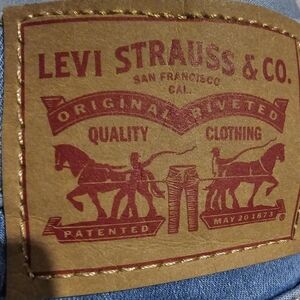 LEVI STRAUSS & CO.
SAN FRANCISCO
CAL.
ORIGINAL RIVETED
QUALITY CLOTHING
PATENTED MAY 20 1873
®